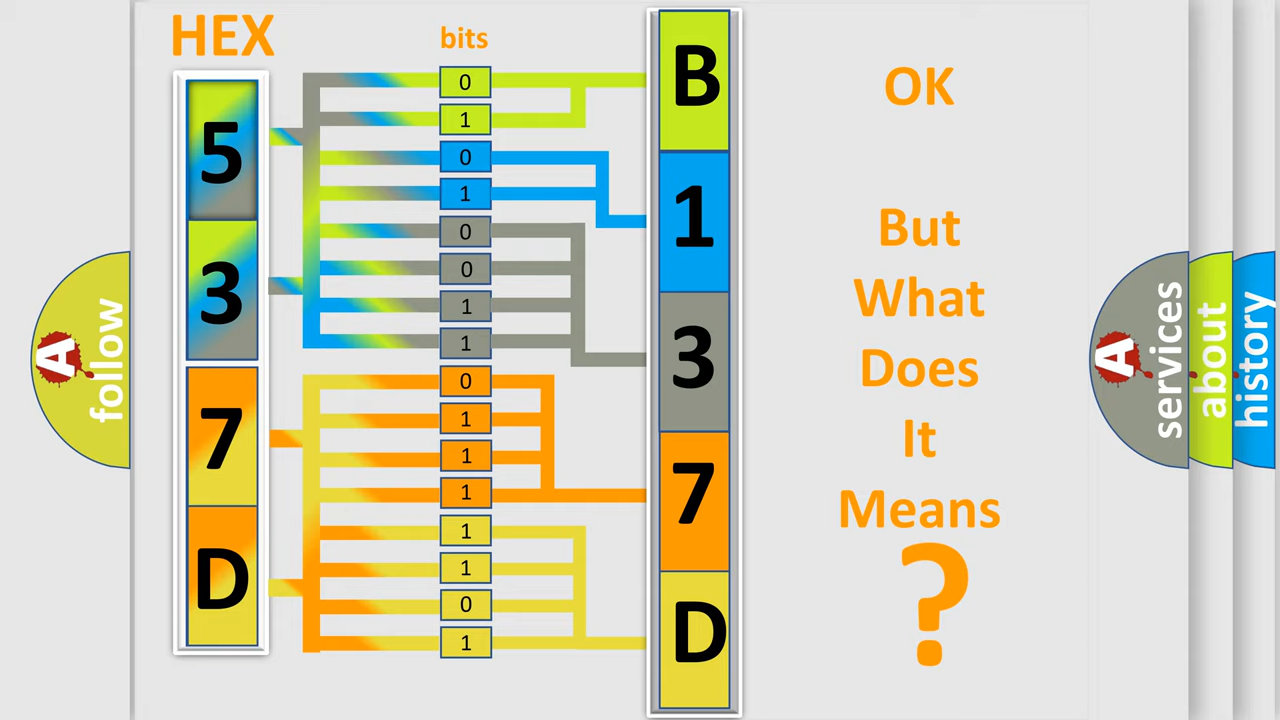 HEX
bits
5
3
7
D
0
1
0
1
0
0
1
1
0
1
1
1
1
1
0
1
B
1
3
7
D
OK
But
What
Does
It
Means
?
A
follow
A
services
about
history